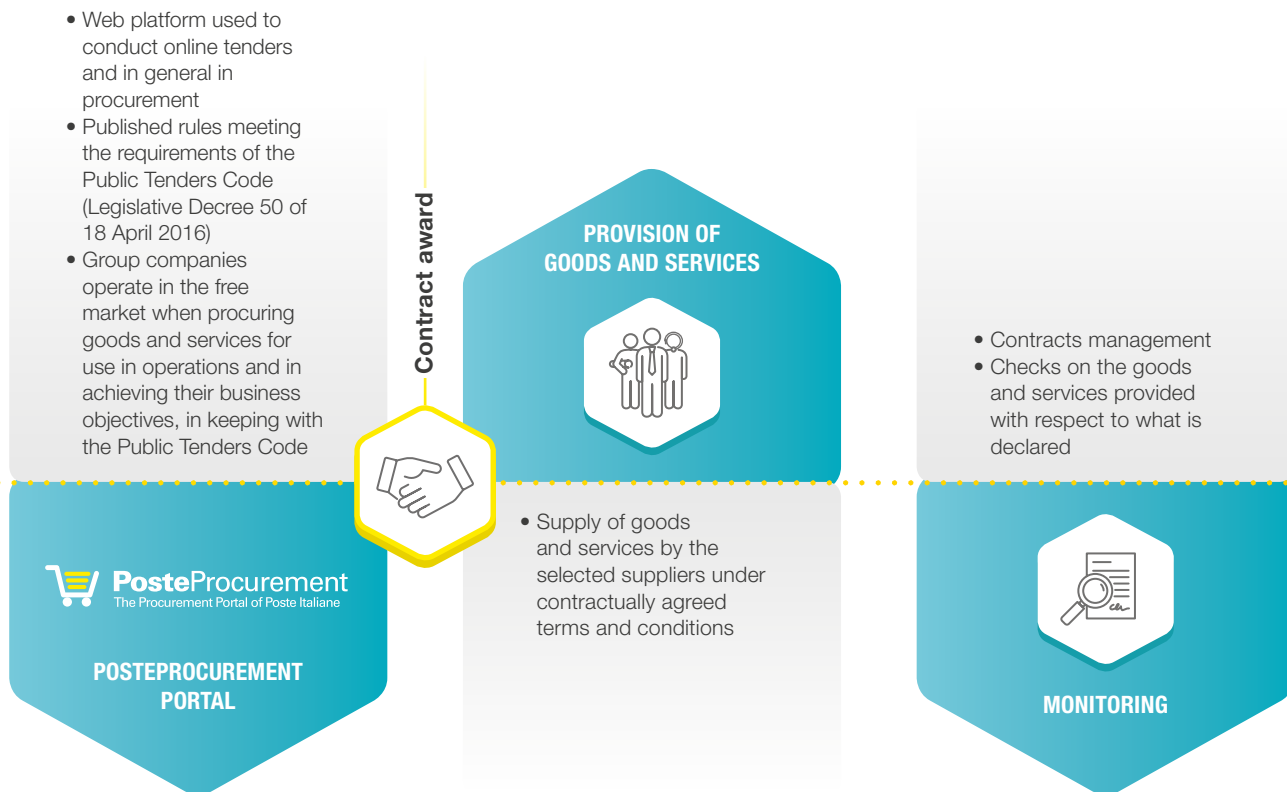 • Web platform used to
conduct online tenders
and in general in
procurement
• Published rules meeting
the requirements of the
Public Tenders Code
(Legislative Decree 50 of
18 April 2016)
• Group companies
operate in the free
market when procuring
goods and services for
use in operations and in
achieving their business
objectives, in keeping with
the Public Tenders Code
PosteProcurement
The Procurement Portal of Poste Italiane
POSTEPROCUREMENT
PORTAL
Contract award
PROVISION OF
GOODS AND SERVICES
• Supply of goods
and services by the
selected suppliers under
contractually agreed
terms and conditions
• Contracts management
• Checks on the goods
and services provided
with respect to what is
declared
MONITORING